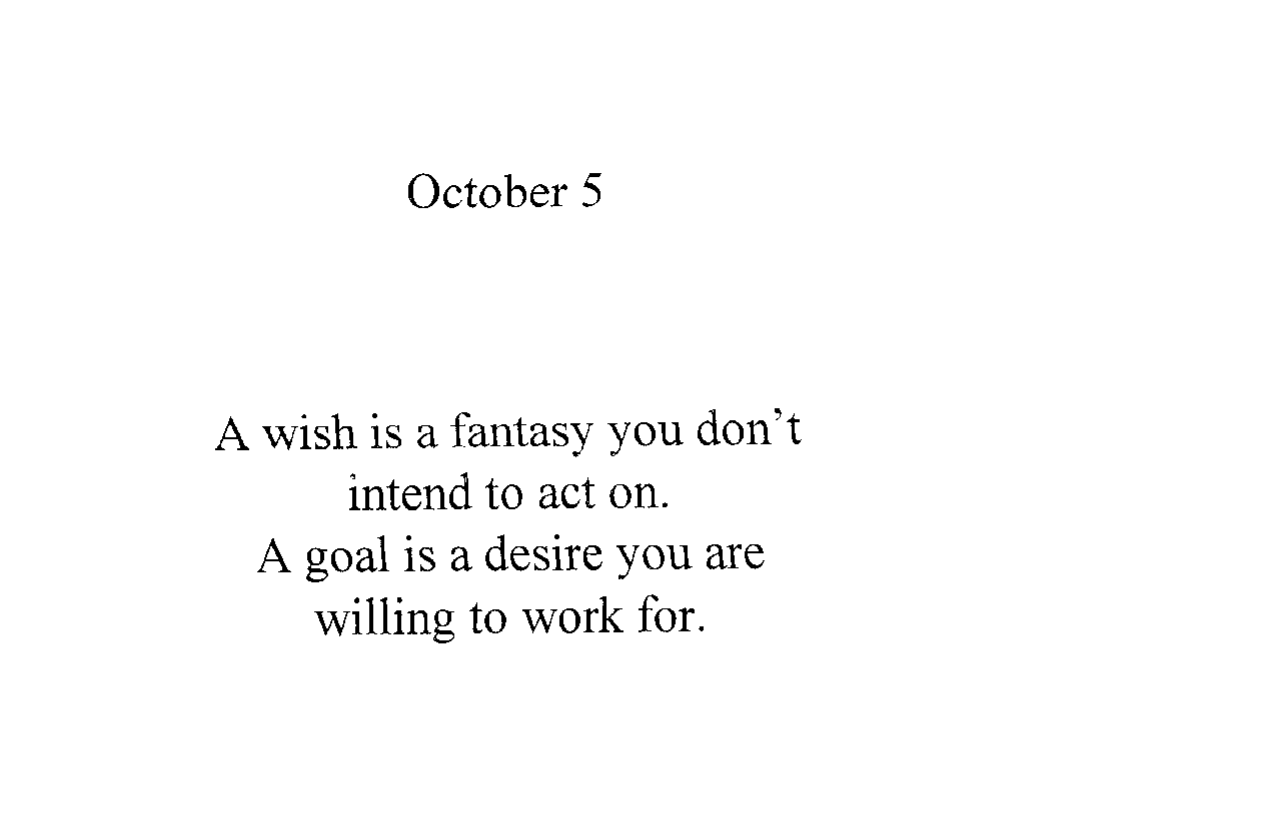 October 5
A wish is a fantasy you don't
intend to act on.
A goal is a desire you are
willing to work for.